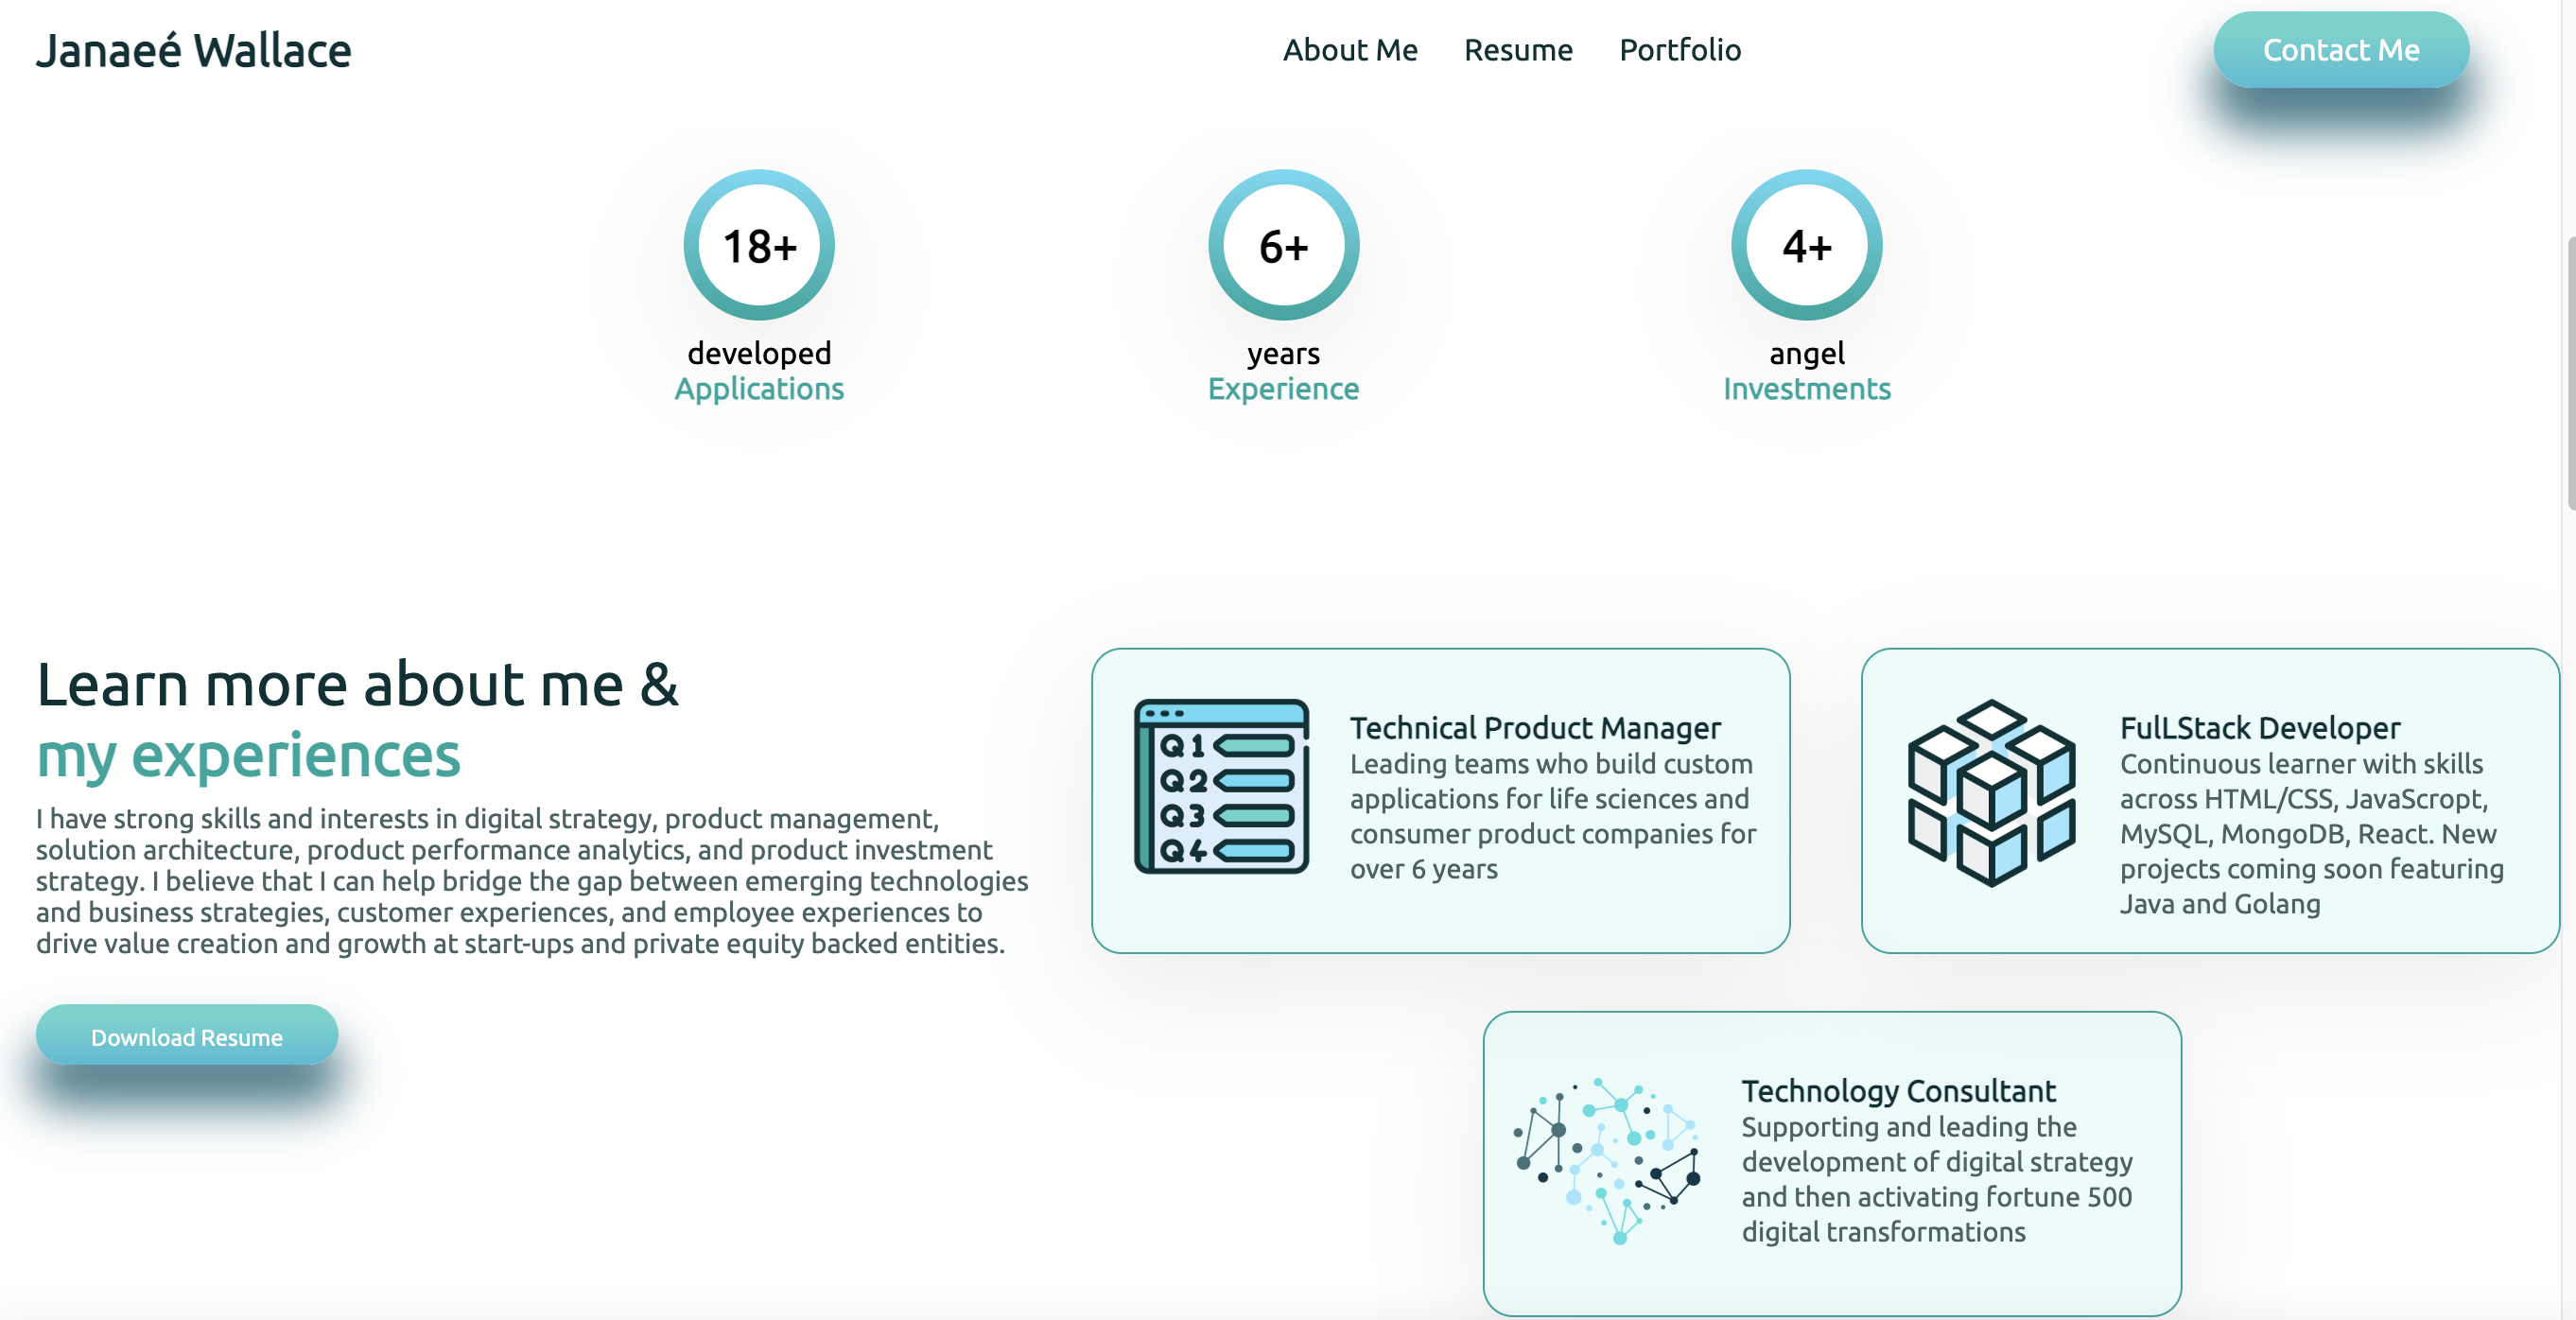 Janaeé Wallace
About Me Resume Portfolio
Contact Me
18+
developed
Applications
6+
years
Experience
4+
angel
Investments
Learn more about me &
my experiences
I have strong skills and interests in digital strategy, product management,
solution architecture, product performance analytics, and product investment
strategy. I believe that I can help bridge the gap between emerging technologies
and business strategies, customer experiences, and employee experiences to
drive value creation and growth at start-ups and private equity backed entities.
Download Resume
Q1
Q2
Q3
Q4
Technical Product Manager
Leading teams who build custom
applications for life sciences and
consumer product companies for
over 6 years
FulLStack Developer
Continuous learner with skills
across HTML/CSS, JavaScropt,
MySQL, MongoDB, React. New
projects coming soon featuring
Java and Golang
Technology Consultant
Supporting and leading the
development of digital strategy
and then activating fortune 500
digital transformations